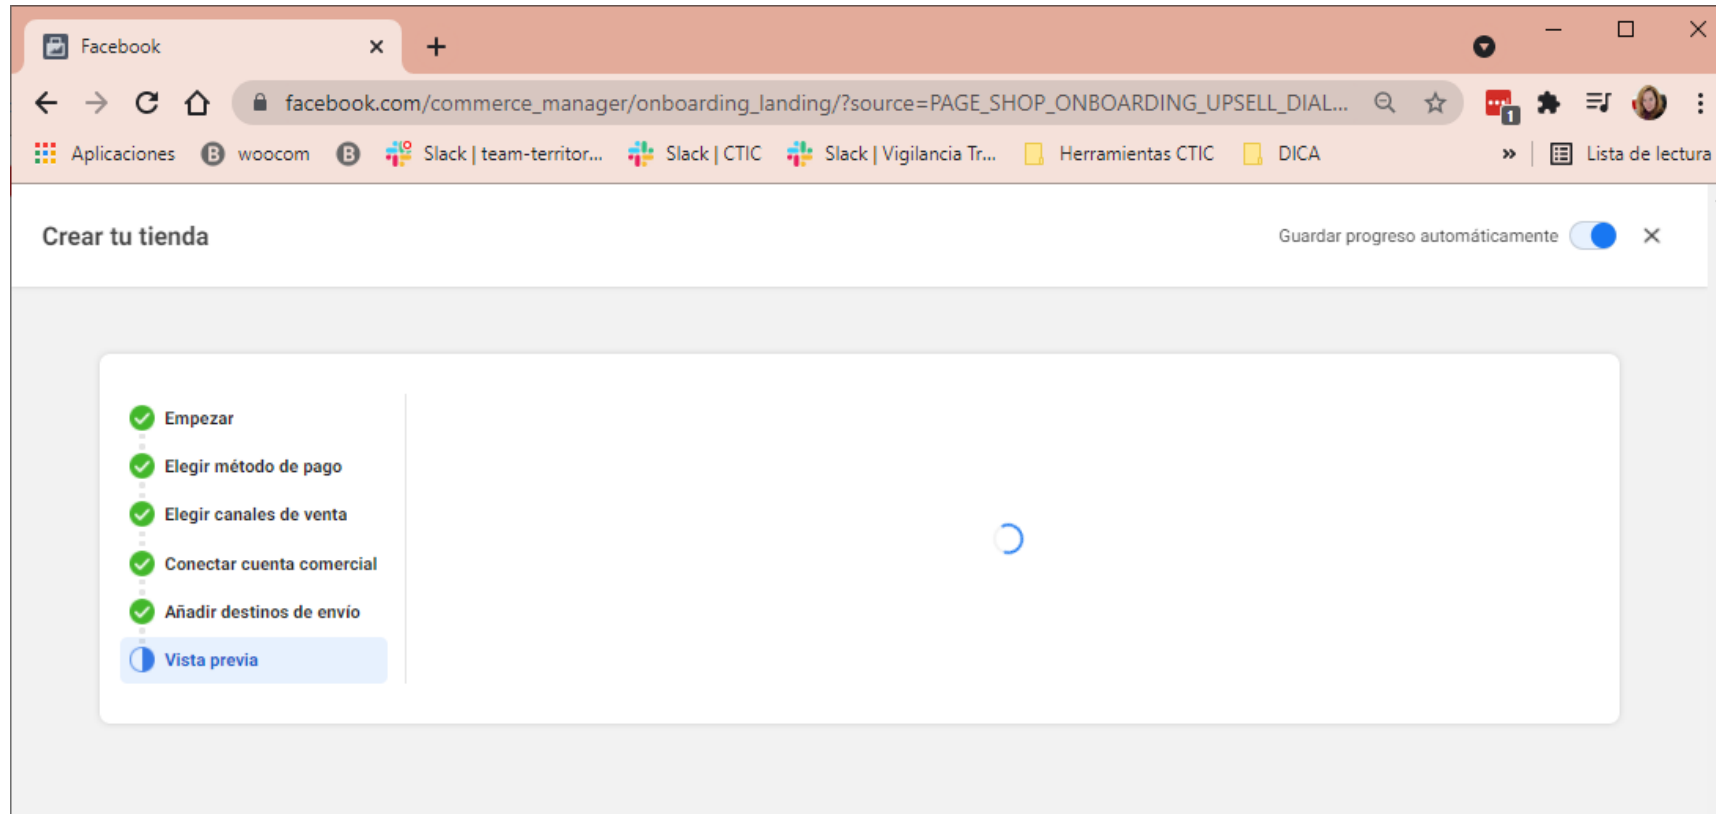 Facebook
facebook.com/commerce_manager/onboarding_landing/?source=PAGE_SHOP_ONBOARDING_UPSELL_DIAL...
1
Aplicaciones B woocom B Slack | team-territor... Slack | CTIC Slack | Vigilancia Tr... Herramientas CTIC DICA » Lista de lectura
Crear tu tienda
Guardar progreso automáticamente
Empezar
Elegir método de pago
Elegir canales de venta
Conectar cuenta comercial
Añadir destinos de envío
Vista previa